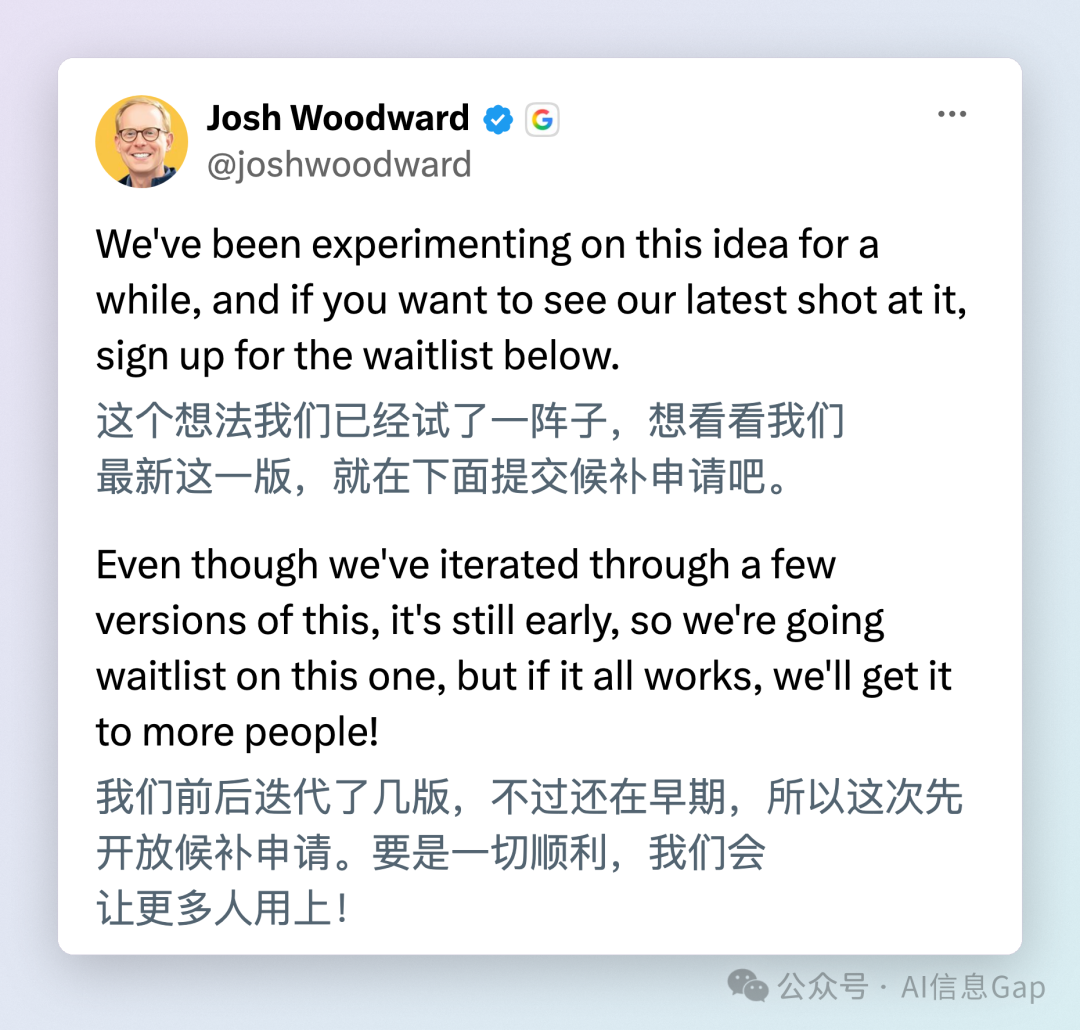 Josh Woodward
@joshwoodward
We've been experimenting on this idea for a
while, and if you want to see our latest shot at it,
sign up for the waitlist below.
这个想法我们已经试了一阵子，想看看我们
最新这一版，就在下面提交候补申请吧。
Even though we've iterated through a few
versions of this, it's still early, so we're going
waitlist on this one, but if it all works, we'll get it
to more people!
我们前后迭代了几版，不过还在早期，所以这次先
开放候补申请。要是一切顺利，我们会
让更多人用上！
公众号 · AI信息Gap